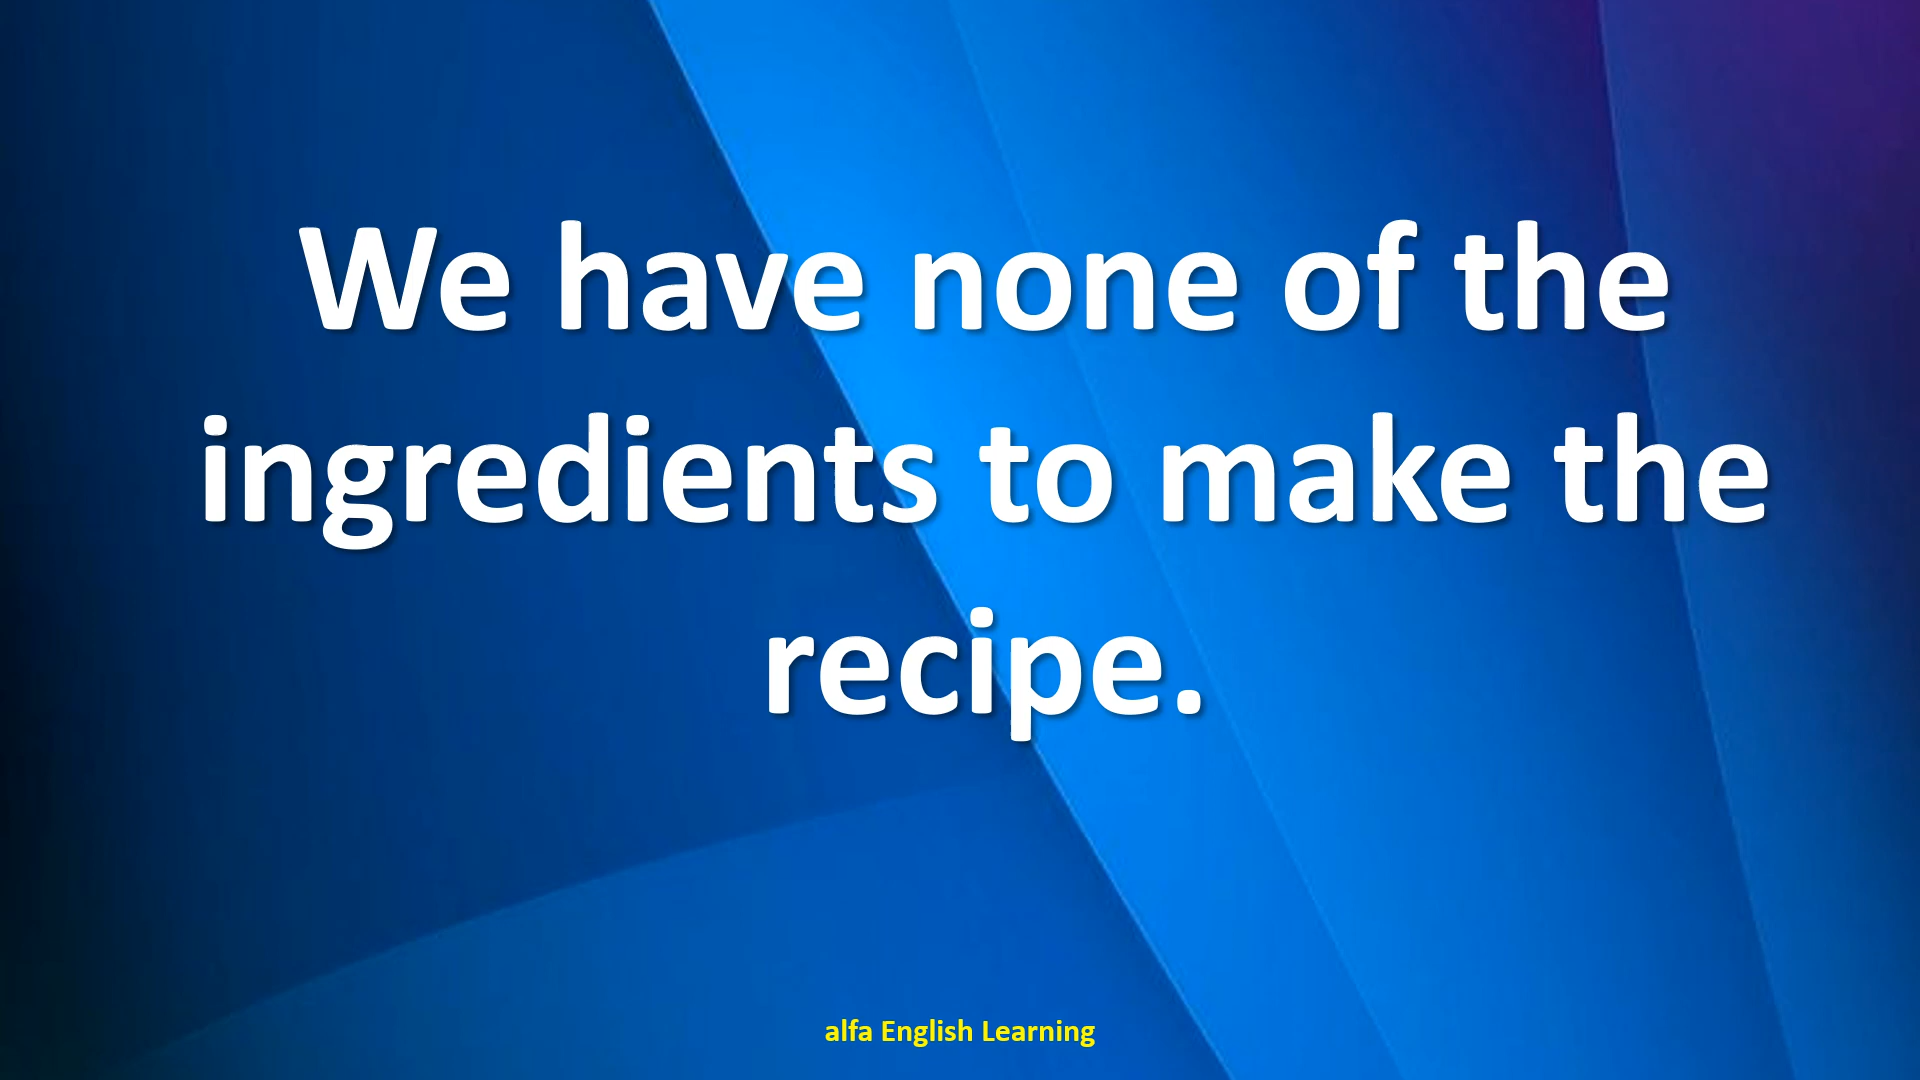 We have none of the
ingredients to make the
recipe.
alfa English Learning